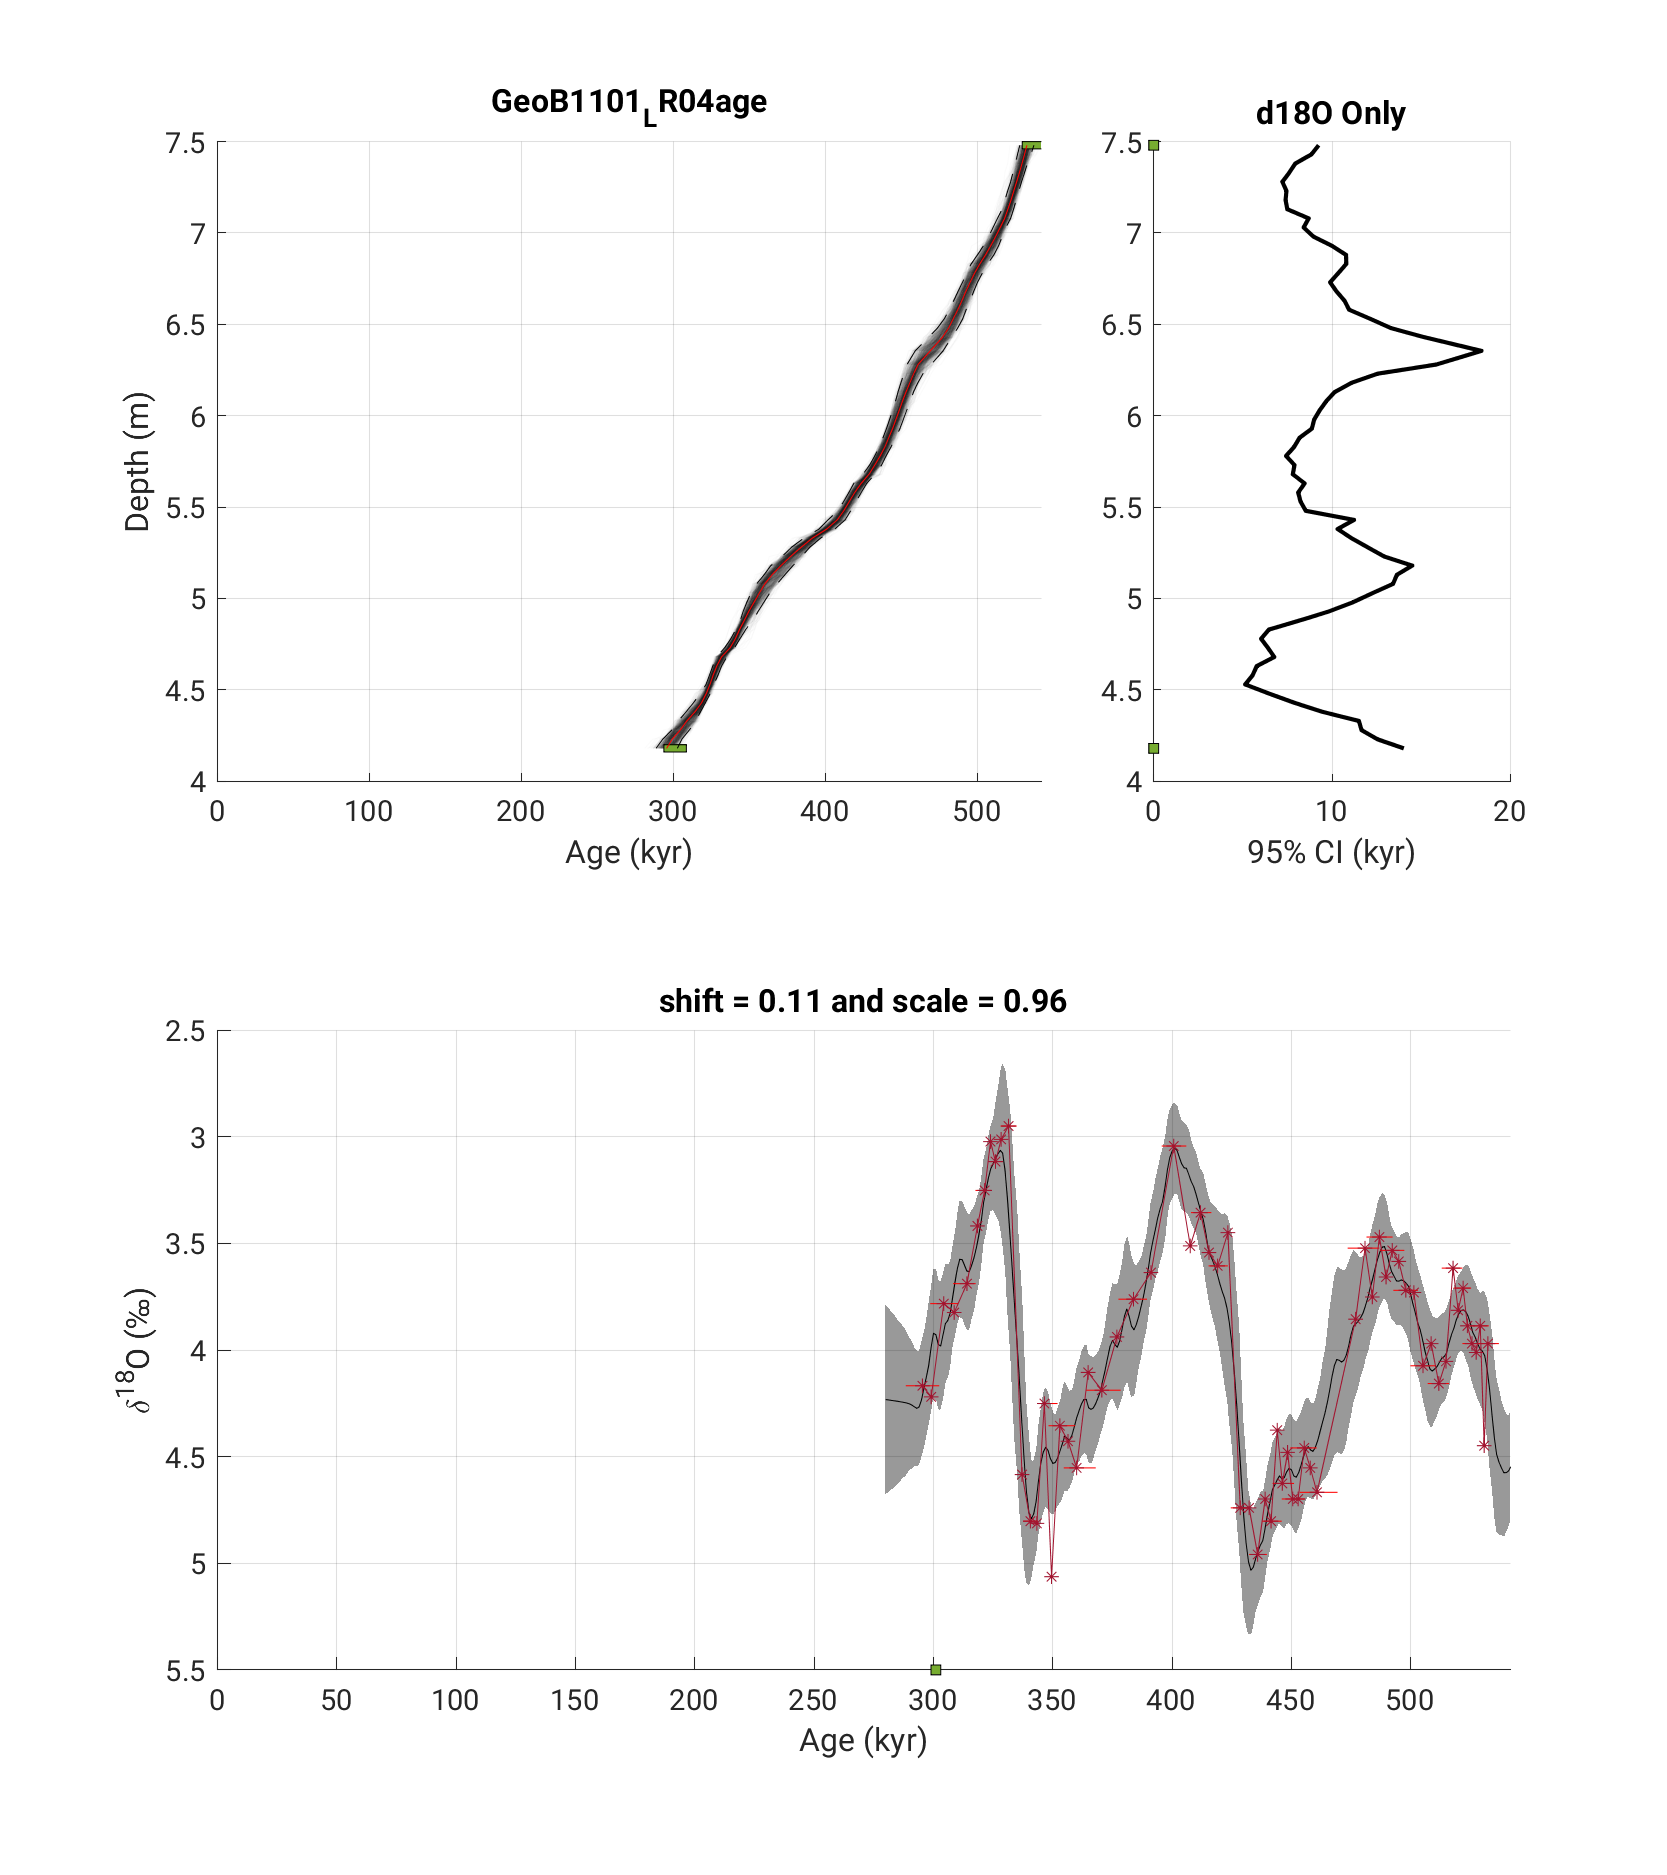 GeoB1101_LR04age
d18O Only
7.5
7
6.5
6
5.5
5
4.5
4
Depth (m)
0 100 200 300 400 500
Age (kyr)
7.5
7
6.5
6
5.5
5
4.5
4
0 10 20
95% CI (kyr)
shift = 0.11 and scale = 0.96
2.5
3
3.5
4
4.5
5
5.5
δ18O (‰)
0 50 100 150 200 250 300 350 400 450 500
Age (kyr)